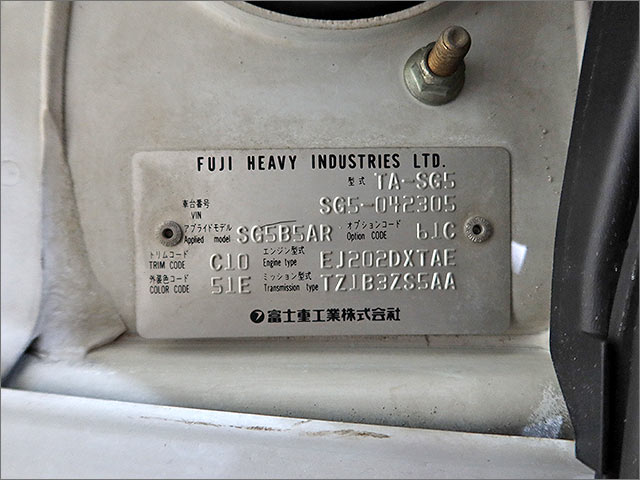 FUJI HEAVY INDUSTRIES LTD.
型式 TA-SG5
車台番号 VIN SG5-042305
アプライドモデル Applied model SG5B5AR オプションコード Option code 61C
トリムコード TRIM CODE C10 エンジン型式 Engine type EJ202DXTAE
外装色コード COLOR CODE 51E ミッション型式 Transmission type TZ1B3ZS5AA
富士重工業株式会社